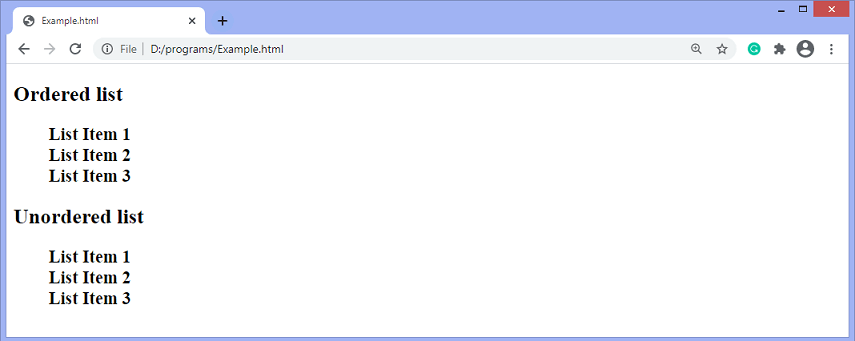 Example.html
File D:/programs/Example.html
Ordered list
List Item 1
List Item 2
List Item 3
Unordered list
List Item 1
List Item 2
List Item 3